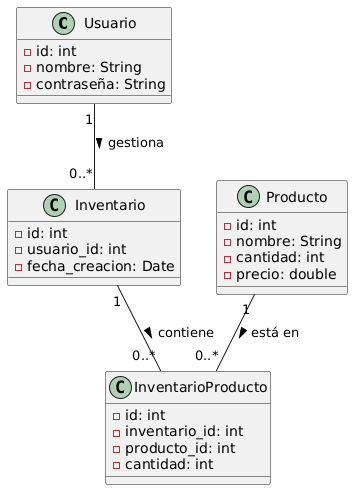 C Usuario
id: int
nombre: String
contraseña: String
1
gestiona
0..*
C Inventario
id: int
usuario_id: int
fecha_creacion: Date
C Producto
id: int
nombre: String
cantidad: int
precio: double
1
contiene
0..*
1
está en
0..*
C InventarioProducto
id: int
inventario_id: int
producto_id: int
cantidad: int